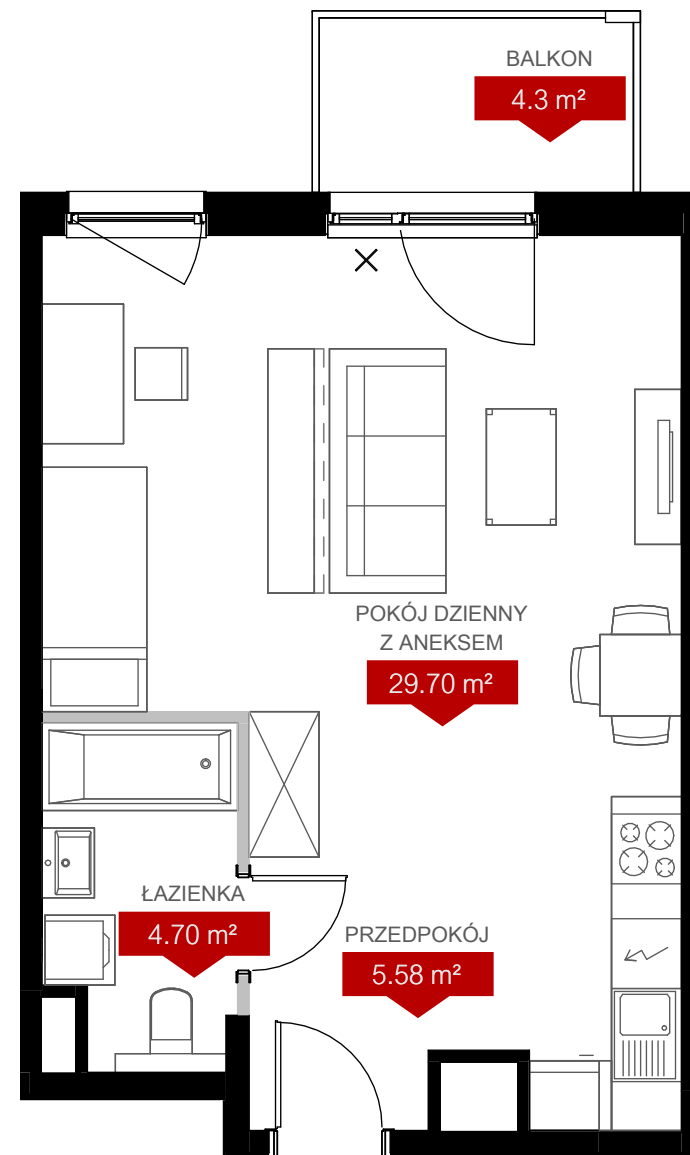 BALKON
4.3 m²
POKÓJ DZIENNY
Z ANEKSEM
29.70 m²
ŁAZIENKA
4.70 m²
PRZEDPOKÓJ
5.58 m²